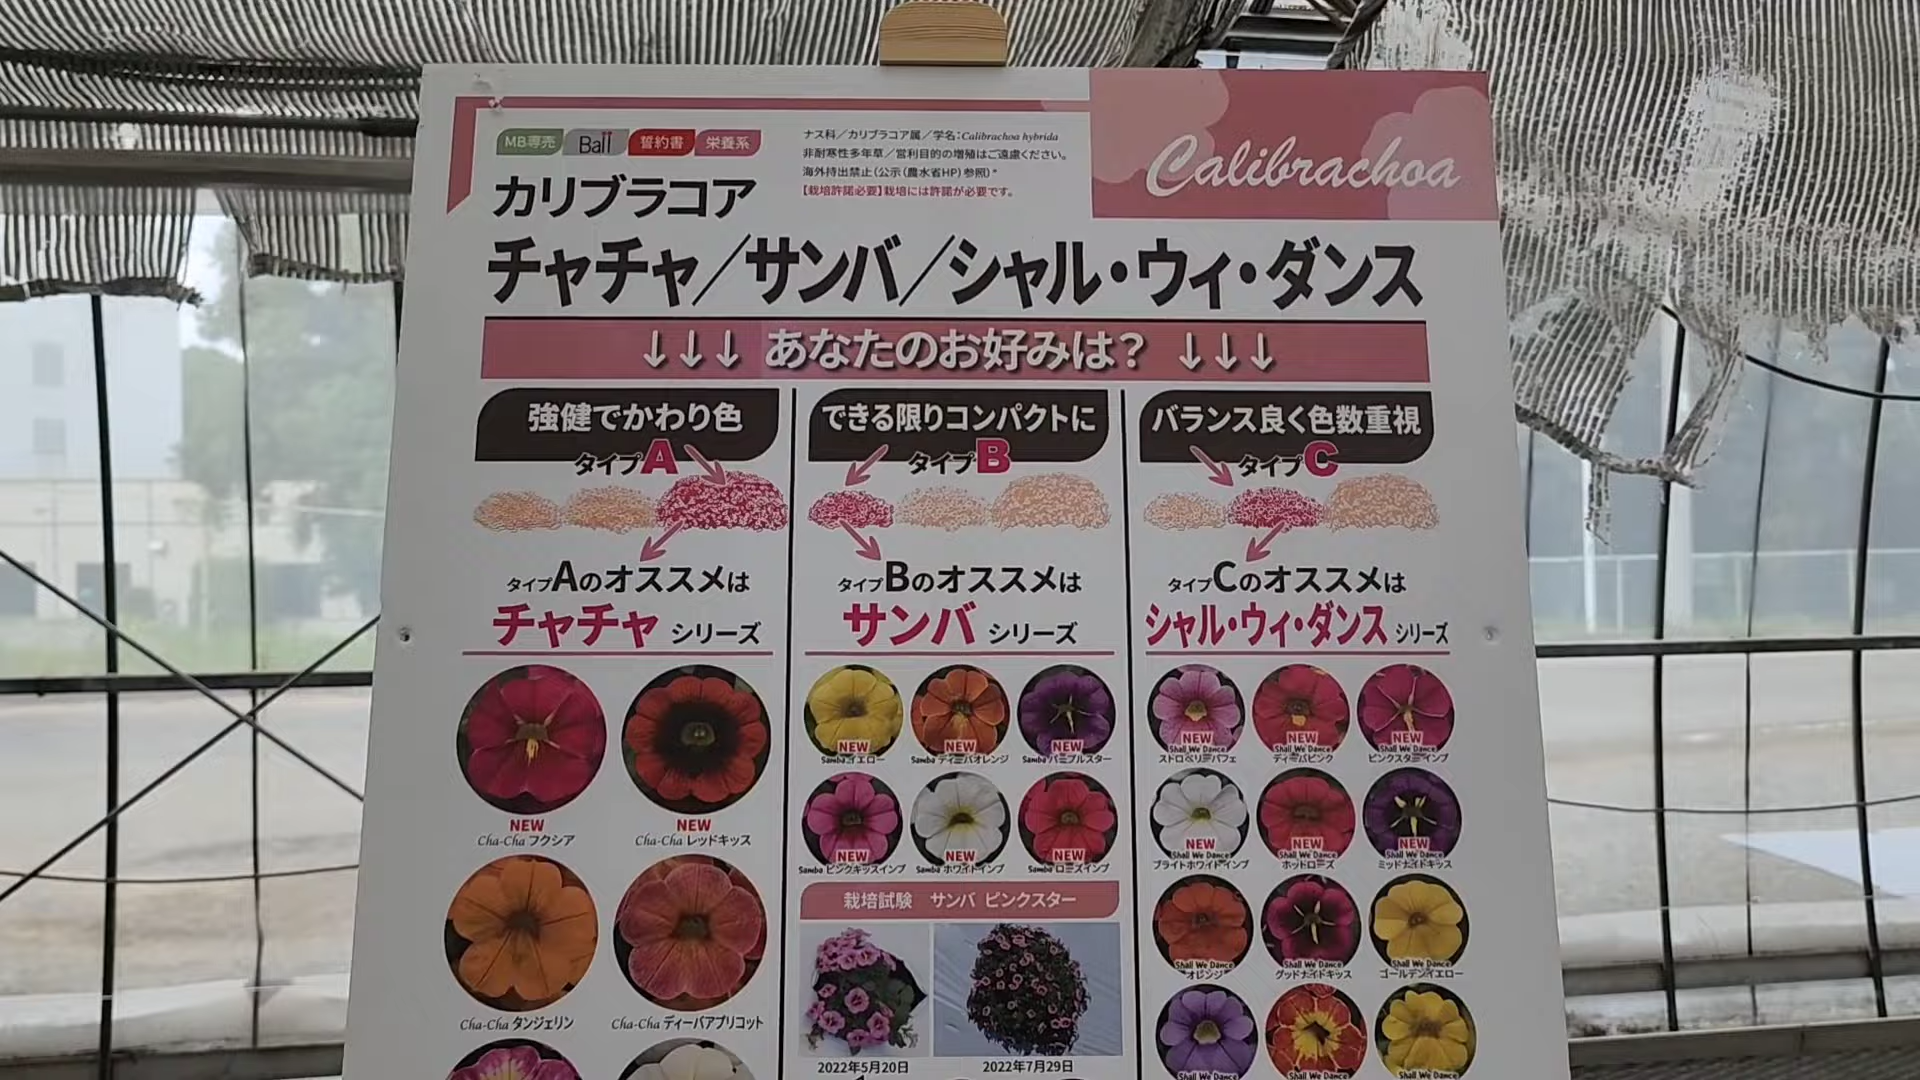 MB専売 Ball 誓約書 栄養系
ナス科／カリブラコア属／学名：Calibrachoa hybrida
非耐寒性多年草／営利目的の増殖はご遠慮ください。
海外持出禁止（公示（農水省HP）参照）*
【栽培許諾必要】栽培には許諾が必要です。
Calibrachoa
カリブラコア
チャチャ／サンバ／シャル・ウィ・ダンス
↓↓↓ あなたのお好みは？ ↓↓↓
強健でかわり色
タイプA
タイプAのオススメは
チャチャ シリーズ
NEW
Cha-Cha フクシア
NEW
Cha-Cha レッドキッス
Cha-Cha タンジェリン
Cha-Cha ディーバアプリコット
できる限りコンパクトに
タイプB
タイプBのオススメは
サンバ シリーズ
NEW
Samba イエロー
NEW
Samba ディープオレンジ
NEW
Samba パープルスター
NEW
Samba ピンクキッスインプ
NEW
Samba ホワイトインプ
NEW
Samba ローズインプ
栽培試験 サンバ ピンクスター
2022年5月20日
2022年7月29日
バランス良く色数重視
タイプC
タイプCのオススメは
シャル・ウィ・ダンス シリーズ
NEW
Shall We Dance
ストロベリーパフェ
NEW
Shall We Dance
ディープピンク
NEW
Shall We Dance
ピンクスターインプ
NEW
Shall We Dance
ブライトホワイトインプ
NEW
Shall We Dance
ホットローズ
NEW
Shall We Dance
ミッドナイトキッス
Shall We Dance
オレンジ
Shall We Dance
グッドナイトキッス
Shall We Dance
ゴールデンイエロー
Shall We Dance
Shall We Dance
Shall We Dance